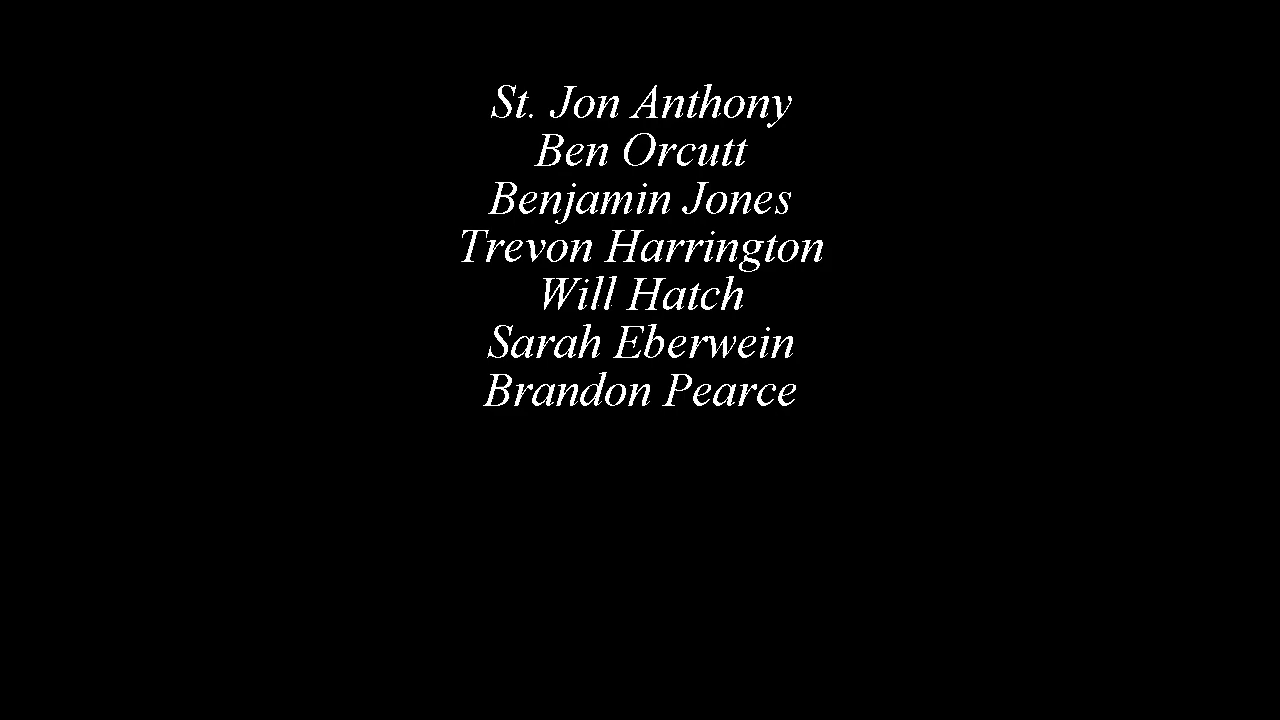 St. Jon Anthony
Ben Orcutt
Benjamin Jones
Trevon Harrington
Will Hatch
Sarah Eberwein
Brandon Pearce